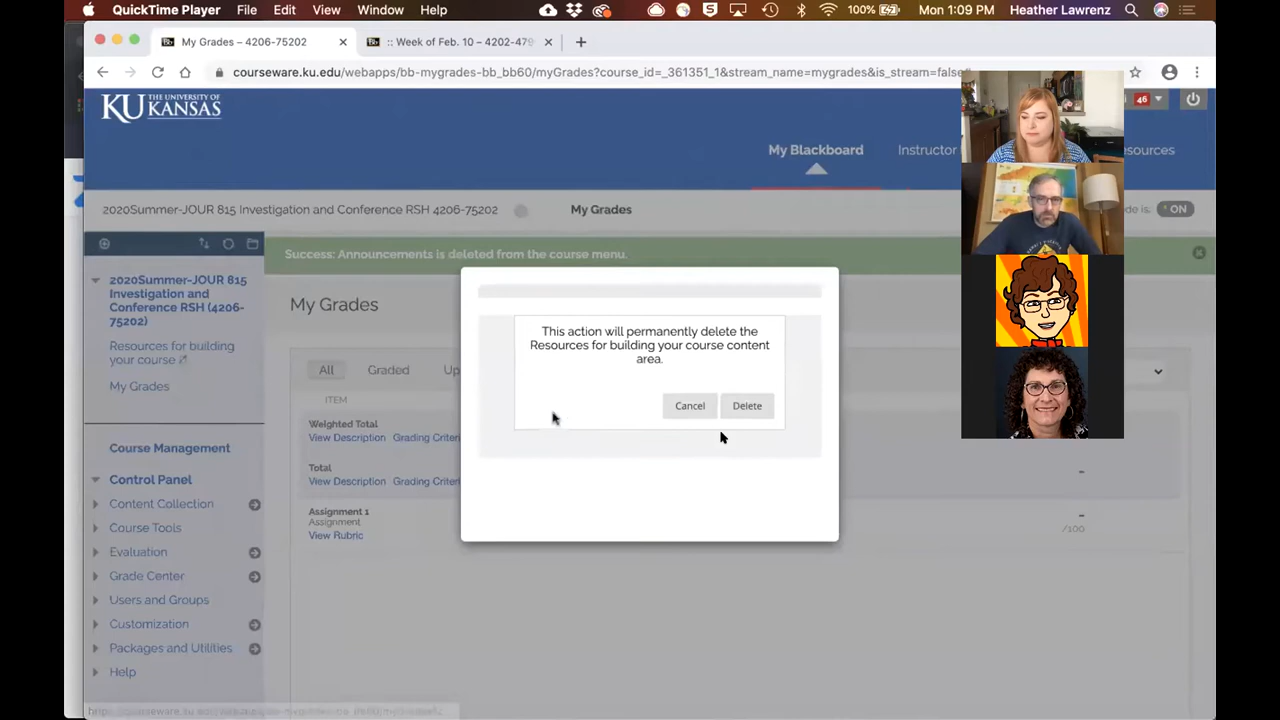 QuickTime Player File Edit View Window Help 100% Mon 1:09 PM Heather Lawrenz
My Grades – 4206-75202
:: Week of Feb. 10 – 4202-479
courseware.ku.edu/webapps/bb-mygrades-bb_bb60/myGrades?course_id=_361351_1&stream_name=mygrades&is_stream=false#
KU THE UNIVERSITY OF
KANSAS
46
My Blackboard
Instructor
esources
2020Summer-JOUR 815 Investigation and Conference RSH 4206-75202
My Grades
de is:
ON
Success: Announcements is deleted from the course menu.
2020Summer-JOUR 815
Investigation and
Conference RSH (4206-
75202)
Resources for building
your course
My Grades
Course Management
Control Panel
Content Collection
Course Tools
Evaluation
Grade Center
Users and Groups
Customization
Packages and Utilities
Help
My Grades
All Graded Up
ITEM
Weighted Total
View Description Grading Criter
Total
View Description Grading Criter
-
Assignment 1
Assignment
View Rubric
-
/100
This action will permanently delete the
Resources for building your course content
area.
Cancel Delete